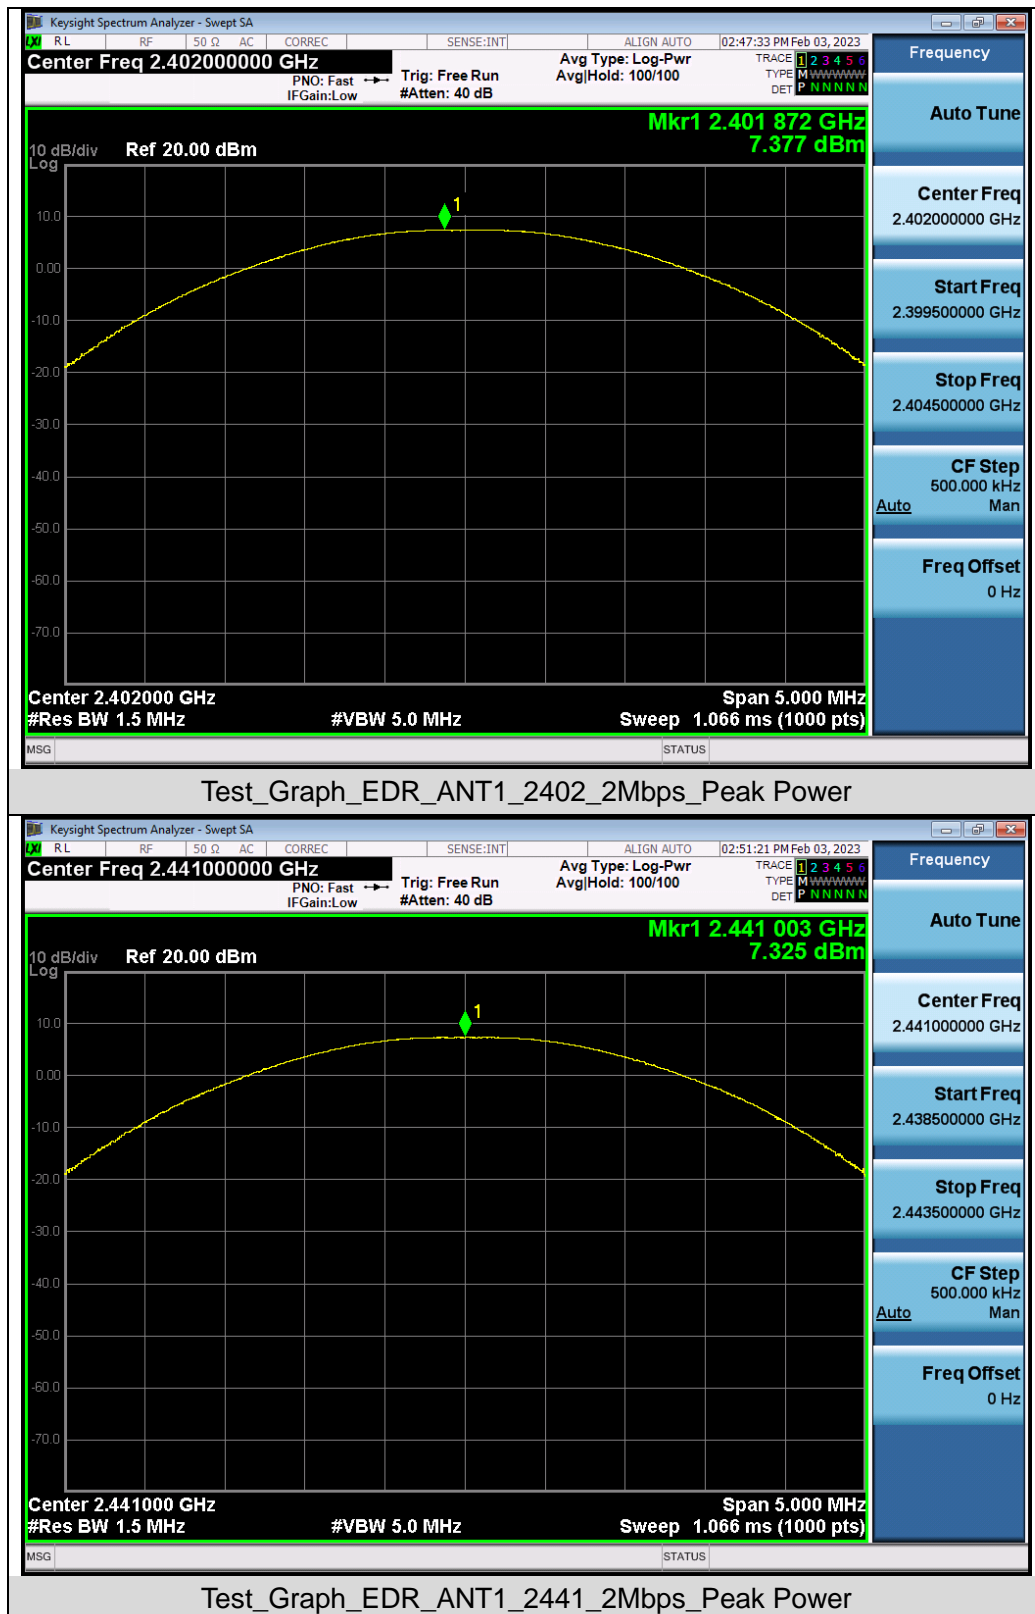 Keysight Spectrum Analyzer - Swept SA
LXI RL RF 50 Ω AC CORREC SENSE:INT ALIGN AUTO 02:47:33 PM Feb 03, 2023
Center Freq 2.402000000 GHz
PNO: Fast
IFGain:Low
Trig: Free Run
#Atten: 40 dB
Avg Type: Log-Pwr
Avg|Hold: 100/100
TRACE 1 2 3 4 5 6
TYPE M WWWWW
DET P N N N N N
Mkr1 2.401 872 GHz
7.377 dBm
10 dB/div
Log
Ref 20.00 dBm
1
10.0
0.00
-10.0
-20.0
-30.0
-40.0
-50.0
-60.0
-70.0
Center 2.402000 GHz
Span 5.000 MHz
#Res BW 1.5 MHz
#VBW 5.0 MHz
Sweep 1.066 ms (1000 pts)
MSG
STATUS
Frequency
Auto Tune
Center Freq
2.402000000 GHz
Start Freq
2.399500000 GHz
Stop Freq
2.404500000 GHz
CF Step
500.000 kHz
Auto Man
Freq Offset
0 Hz
Test_Graph_EDR_ANT1_2402_2Mbps_Peak Power
Keysight Spectrum Analyzer - Swept SA
LXI RL RF 50 Ω AC CORREC SENSE:INT ALIGN AUTO 02:51:21 PM Feb 03, 2023
Center Freq 2.441000000 GHz
PNO: Fast
IFGain:Low
Trig: Free Run
#Atten: 40 dB
Avg Type: Log-Pwr
Avg|Hold: 100/100
TRACE 1 2 3 4 5 6
TYPE M WWWWW
DET P N N N N N
Mkr1 2.441 003 GHz
7.325 dBm
10 dB/div
Log
Ref 20.00 dBm
1
10.0
0.00
-10.0
-20.0
-30.0
-40.0
-50.0
-60.0
-70.0
Center 2.441000 GHz
Span 5.000 MHz
#Res BW 1.5 MHz
#VBW 5.0 MHz
Sweep 1.066 ms (1000 pts)
MSG
STATUS
Frequency
Auto Tune
Center Freq
2.441000000 GHz
Start Freq
2.438500000 GHz
Stop Freq
2.443500000 GHz
CF Step
500.000 kHz
Auto Man
Freq Offset
0 Hz
Test_Graph_EDR_ANT1_2441_2Mbps_Peak Power